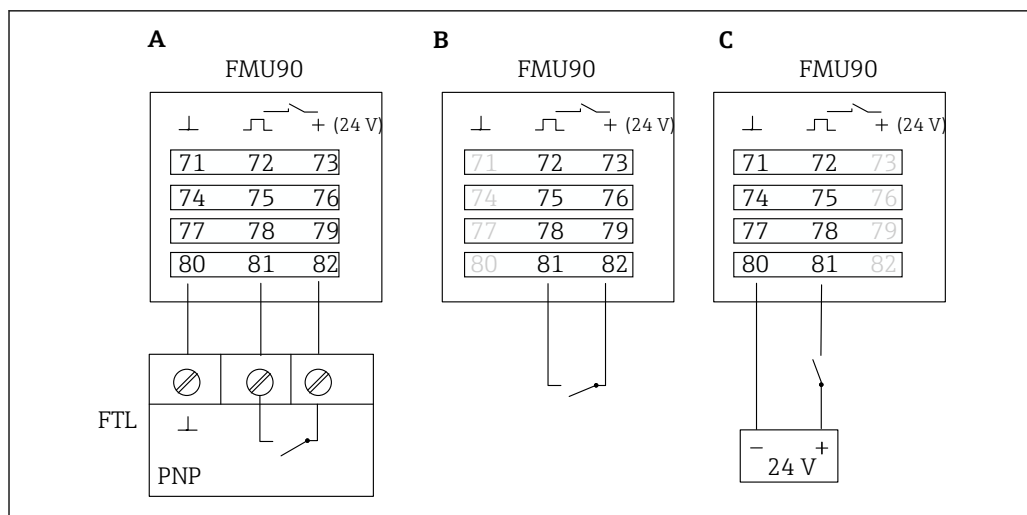 A B C
FMU90 FMU90 FMU90
+ (24 V) + (24 V) + (24 V)
71 72 73 71 72 73 71 72 73
74 75 76 74 75 76 74 75 76
77 78 79 77 78 79 77 78 79
80 81 82 80 81 82 80 81 82
FTL
PNP
− +
24 V